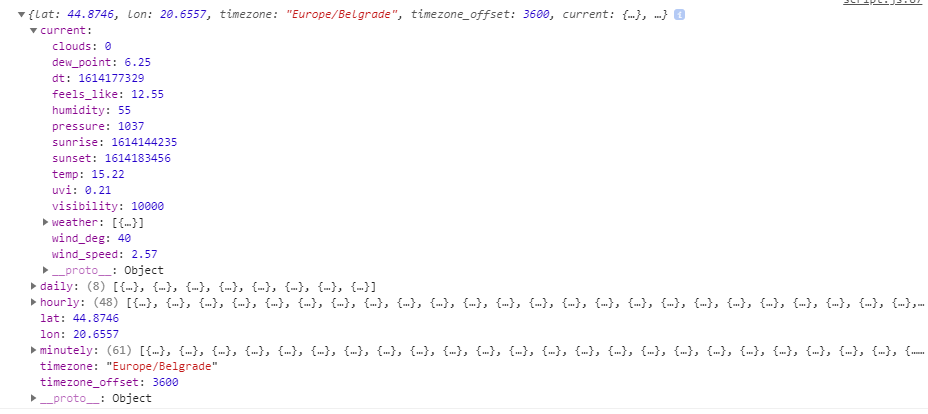 script.js:67
{lat: 44.8746, lon: 20.6557, timezone: "Europe/Belgrade", timezone_offset: 3600, current: {…}, …} i
current:
clouds: 0
dew_point: 6.25
dt: 1614177329
feels_like: 12.55
humidity: 55
pressure: 1037
sunrise: 1614144235
sunset: 1614183456
temp: 15.22
uvi: 0.21
visibility: 10000
weather: [{…}]
wind_deg: 40
wind_speed: 2.57
__proto__: Object
daily: (8) [{…}, {…}, {…}, {…}, {…}, {…}, {…}, {…}]
hourly: (48) [{…}, {…}, {…}, {…}, {…}, {…}, {…}, {…}, {…}, {…}, {…}, {…}, {…}, {…}, {…}, {…}, {…}, {…}, {…}, {…}, {…}, {…}, {…}, {…},…
lat: 44.8746
lon: 20.6557
minutely: (61) [{…}, {…}, {…}, {…}, {…}, {…}, {…}, {…}, {…}, {…}, {…}, {…}, {…}, {…}, {…}, {…}, {…}, {…}, {…}, {…}, {…}, {…}, {…}, {……
timezone: "Europe/Belgrade"
timezone_offset: 3600
__proto__: Object